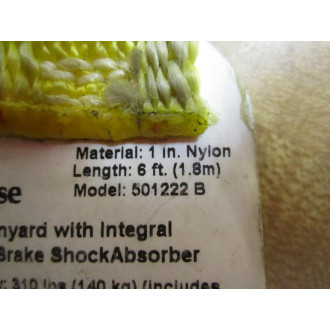 Material: 1 in. Nylon
Length: 6 ft. (1.8m)
Model: 501222 B
se
nyard with Integral
Brake ShockAbsorber
310 lbs (140 kg) (includes